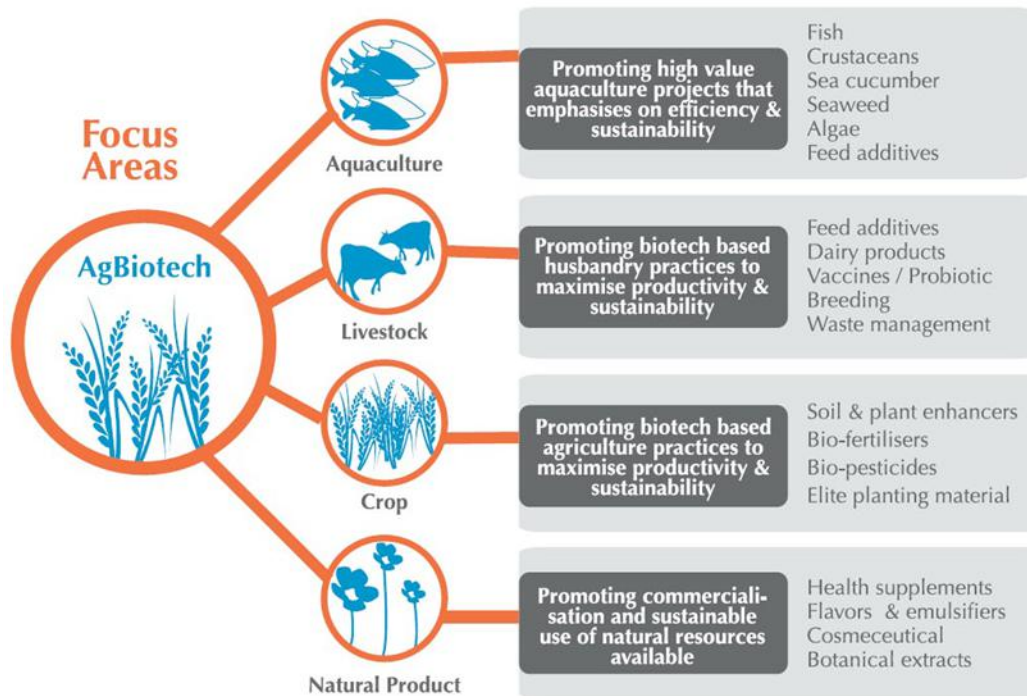 Focus
Areas
AgBiotech
Aquaculture
Promoting high value
aquaculture projects that
emphasises on efficiency &
sustainability
Fish
Crustaceans
Sea cucumber
Seaweed
Algae
Feed additives
Livestock
Promoting biotech based
husbandry practices to
maximise productivity &
sustainability
Feed additives
Dairy products
Vaccines / Probiotic
Breeding
Waste management
Crop
Promoting biotech based
agriculture practices to
maximise productivity &
sustainability
Soil & plant enhancers
Bio-fertilisers
Bio-pesticides
Elite planting material
Natural Product
Promoting commerciali-
sation and sustainable
use of natural resources
available
Health supplements
Flavors & emulsifiers
Cosmeceutical
Botanical extracts